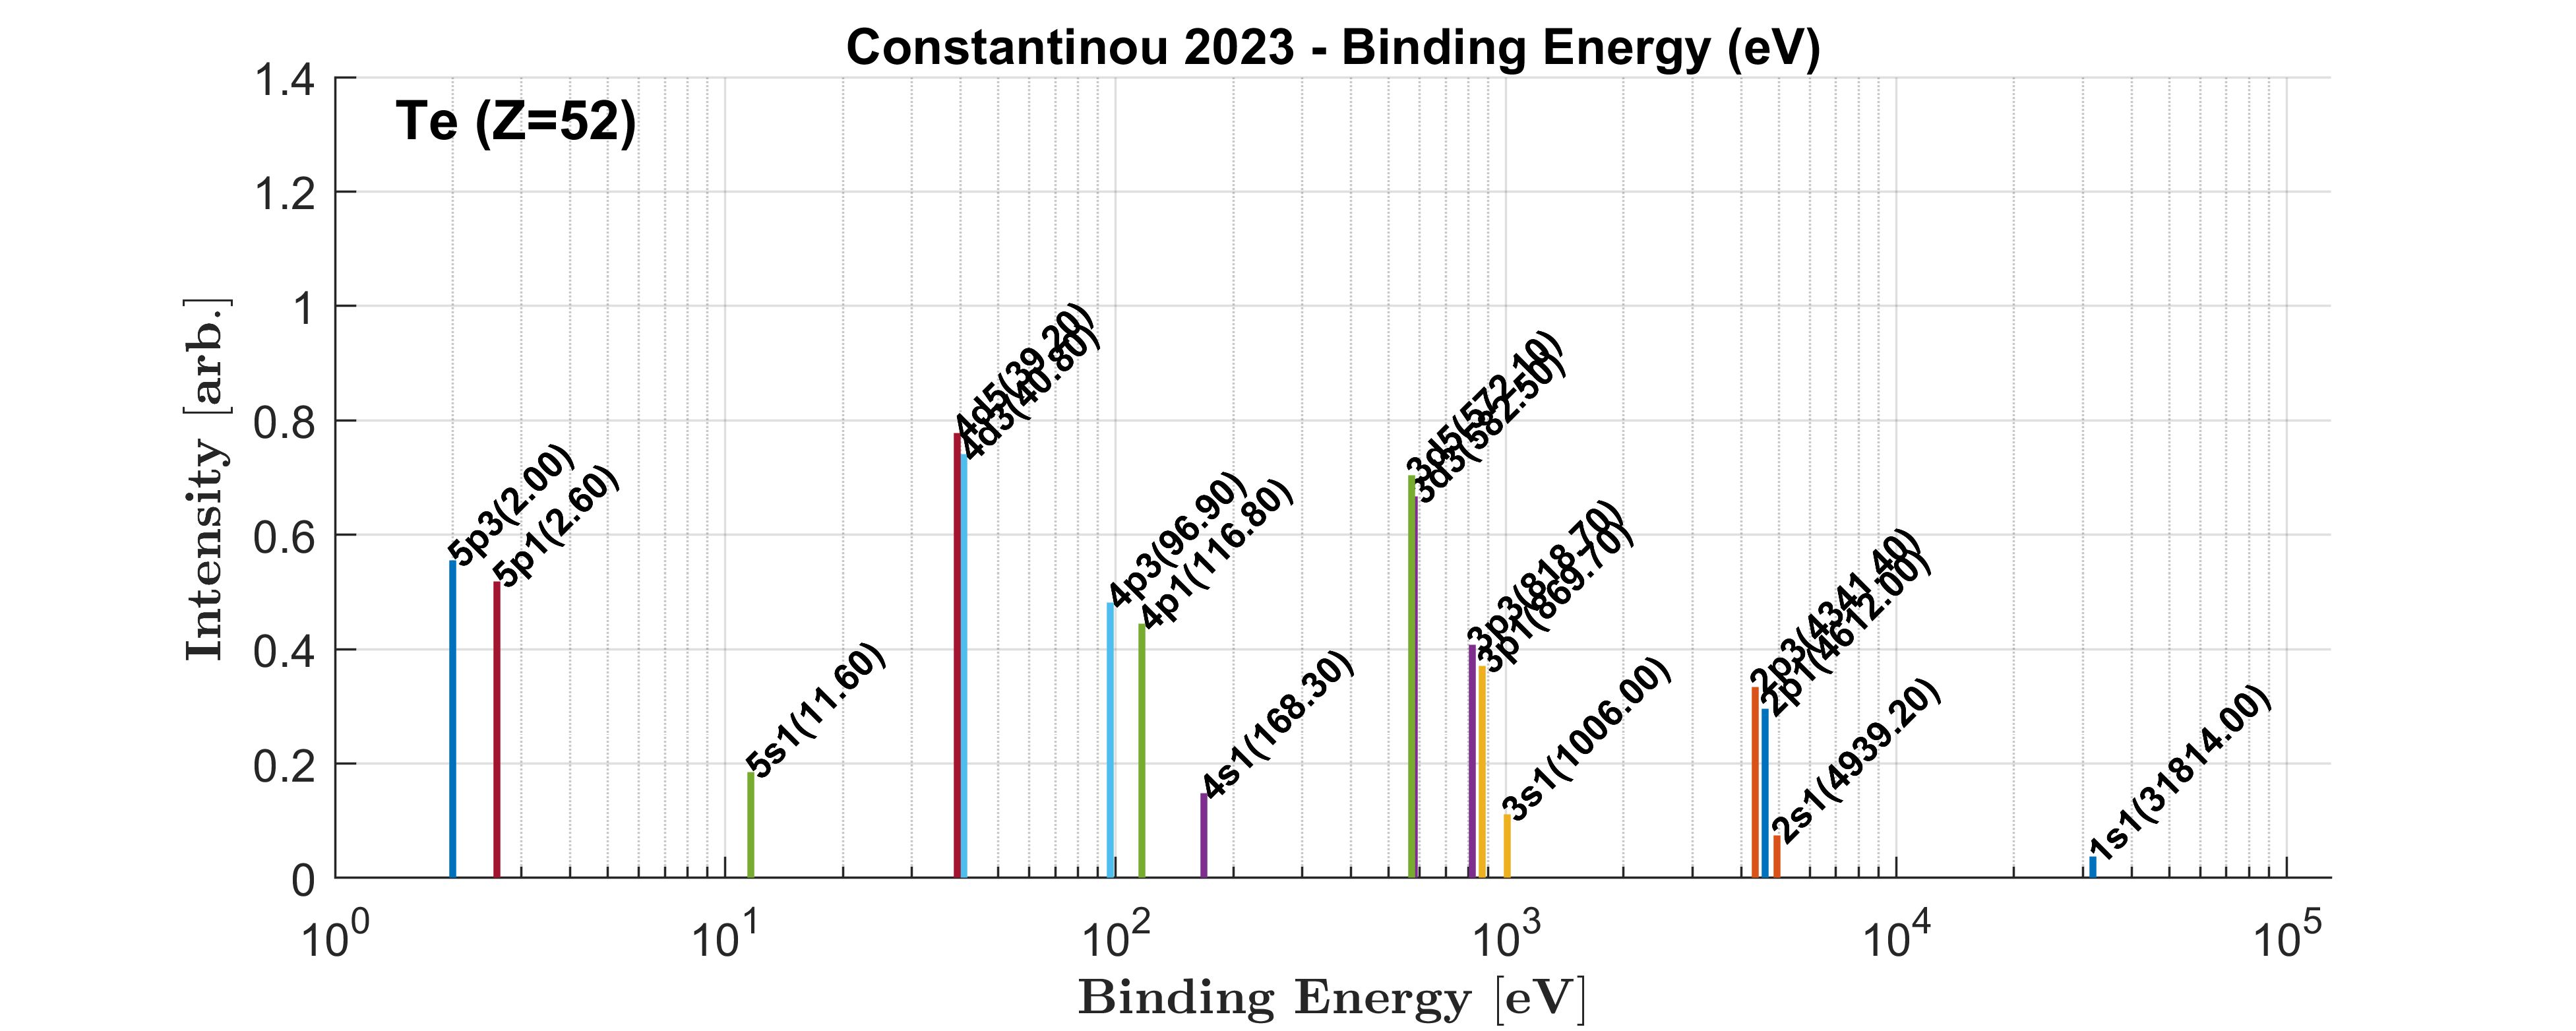 Constantinou 2023 - Binding Energy (eV)
Te (Z=52)
Intensity [arb.]
1.4
1.2
1
0.8
0.6
0.4
0.2
0
5p3(2.00)
5p1(2.60)
5s1(11.60)
4d5(39.20)
4d3(40.80)
4p3(96.90)
4p1(116.80)
4s1(168.30)
3d5(572.10)
3d3(582.50)
3p3(818.70)
3p1(869.70)
3s1(1006.00)
2p3(4341.40)
2p1(4612.00)
2s1(4939.20)
1s1(31814.00)
10^0 10^1 10^2 10^3 10^4 10^5
Binding Energy [eV]